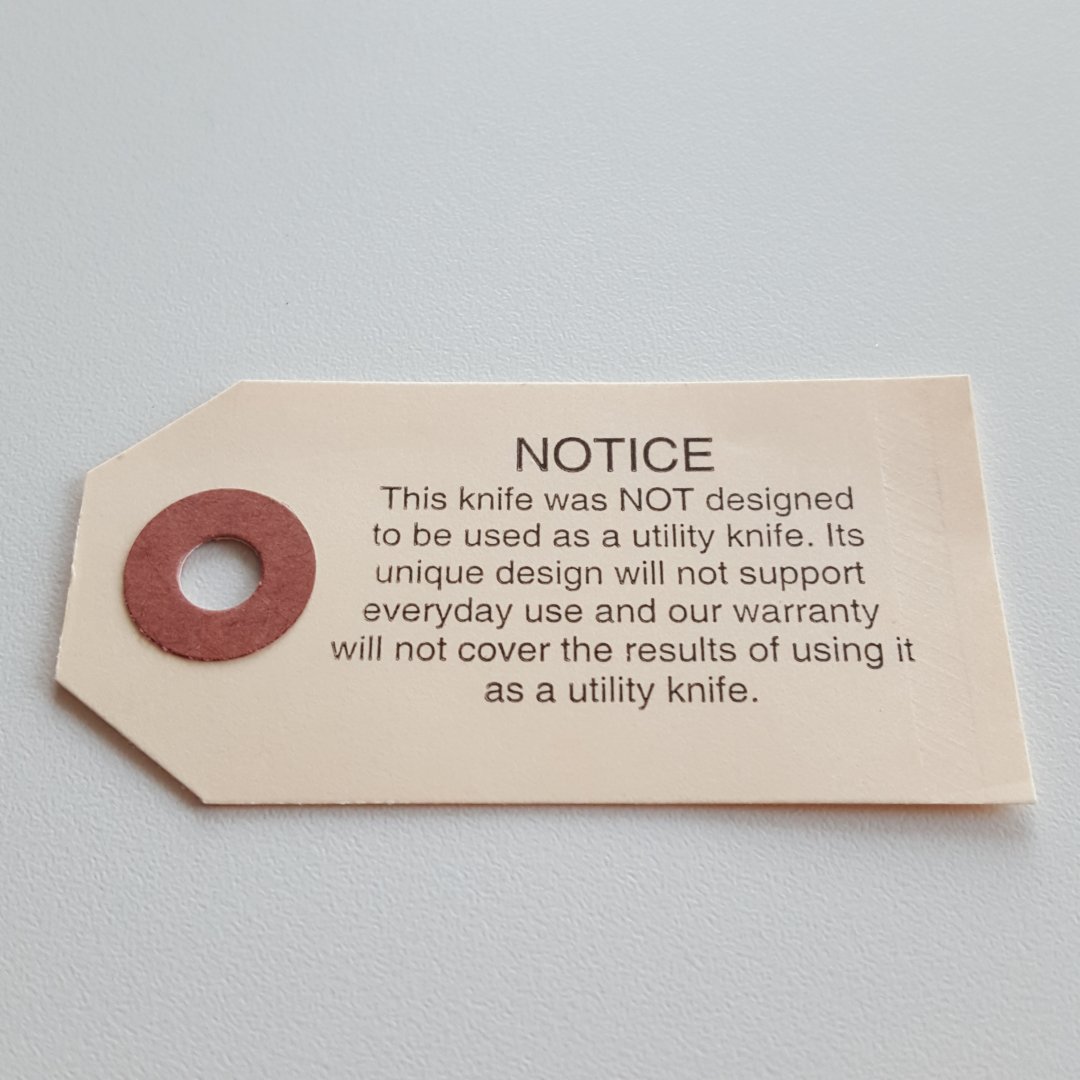 NOTICE
This knife was NOT designed
to be used as a utility knife. Its
unique design will not support
everyday use and our warranty
will not cover the results of using it
as a utility knife.